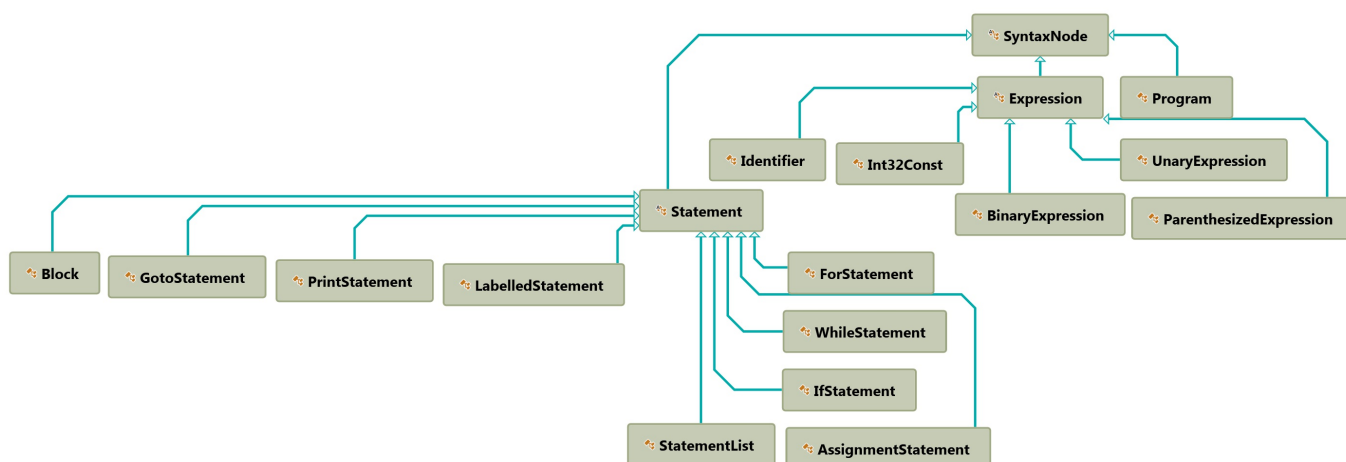 SyntaxNode
Expression
Program
Identifier
Int32Const
UnaryExpression
Statement
BinaryExpression
ParenthesizedExpression
Block
GotoStatement
PrintStatement
LabelledStatement
ForStatement
WhileStatement
IfStatement
StatementList
AssignmentStatement